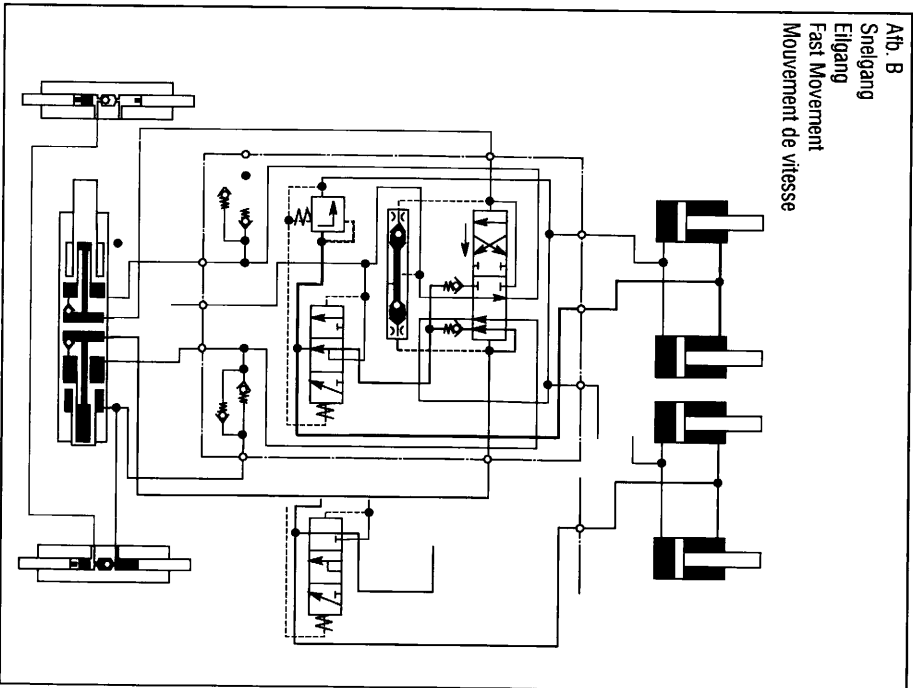 Afb. B
Snelgang
Eilgang
Fast Movement
Mouvement de vitesse